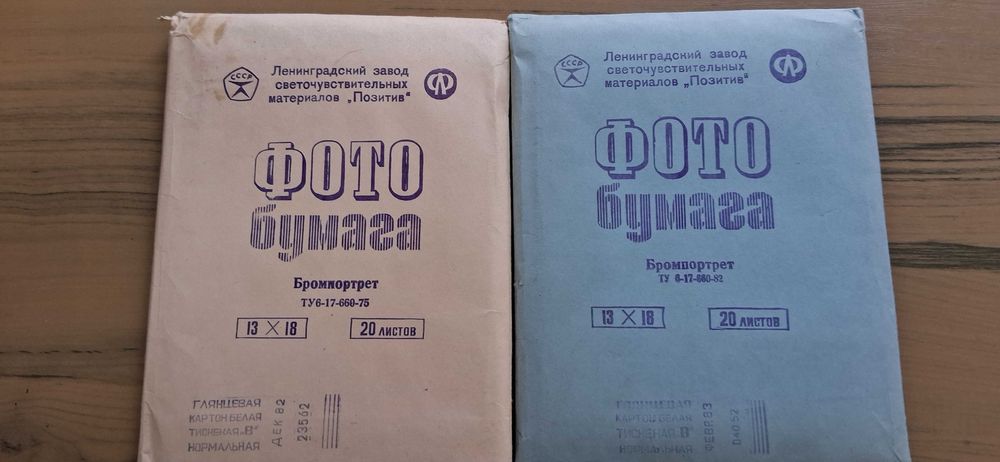 СССР
Ленинградский завод
светочувствительных
материалов „Позитив"
ФОТО
бумага
Бромпортрет
ТУ6-17-660-75
13 X 18
20 листов
ГЛЯНЦЕВАЯ
КАРТОН БЕЛАЯ
ТИСНЕНАЯ „В"
НОРМАЛЬНАЯ
ДЕК 82
23562
СССР
Ленинградский завод
светочувствительных
материалов „Позитив"
ФОТО
бумага
Бромпортрет
ТУ 6-17-660-82
13 X 18
20 листов
ГЛЯНЦЕВАЯ
КАРТОН БЕЛАЯ
ТИСНЕНАЯ „В"
НОРМАЛЬНАЯ
ФЕВР 83